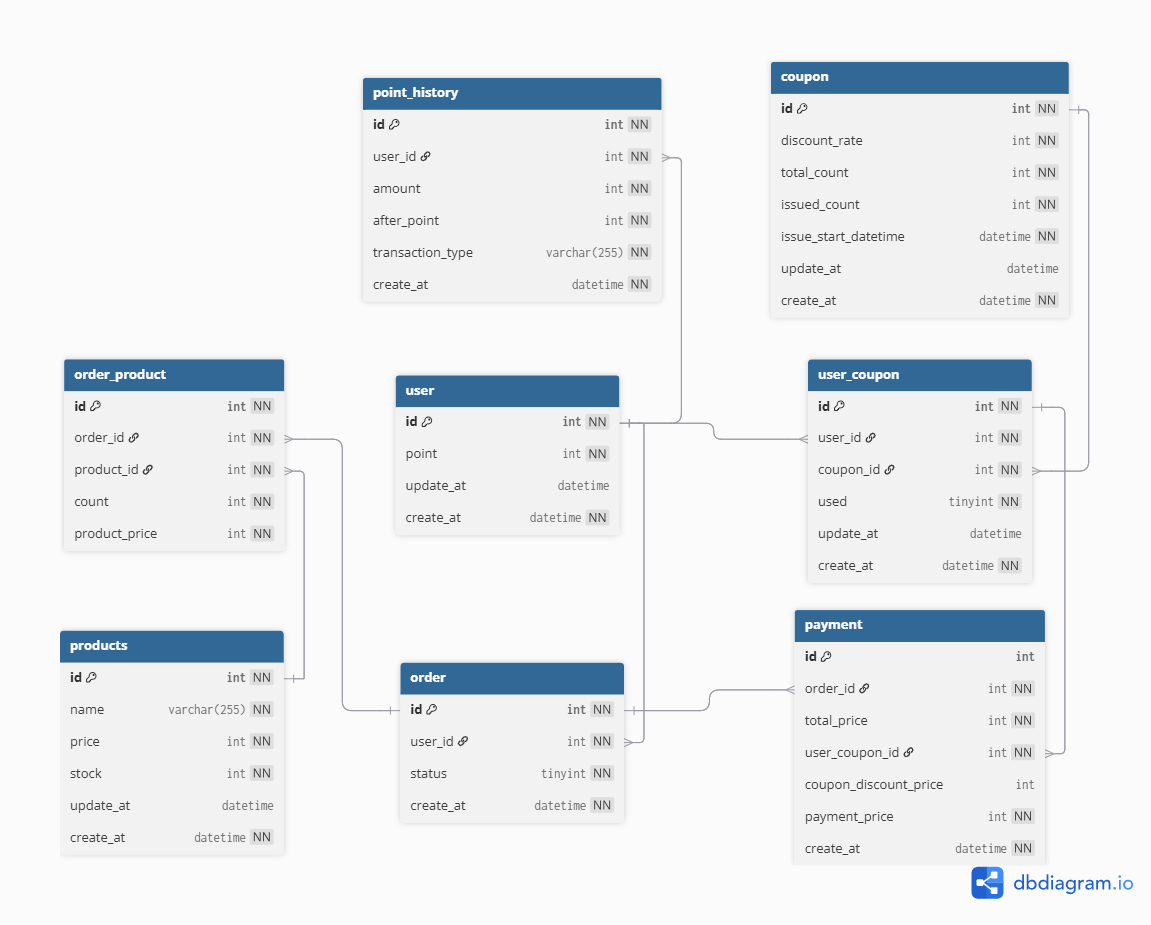 point_history
id int NN
user_id int NN
amount int NN
after_point int NN
transaction_type varchar(255) NN
create_at datetime NN
coupon
id int NN
discount_rate int NN
total_count int NN
issued_count int NN
issue_start_datetime datetime NN
update_at datetime
create_at datetime NN
order_product
id int NN
order_id int NN
product_id int NN
count int NN
product_price int NN
user
id int NN
point int NN
update_at datetime
create_at datetime NN
user_coupon
id int NN
user_id int NN
coupon_id int NN
used tinyint NN
update_at datetime
create_at datetime NN
products
id int NN
name varchar(255) NN
price int NN
stock int NN
update_at datetime
create_at datetime NN
order
id int NN
user_id int NN
status tinyint NN
create_at datetime NN
payment
id int
order_id int NN
total_price int NN
user_coupon_id int NN
coupon_discount_price int
payment_price int NN
create_at datetime NN
dbdiagram.io